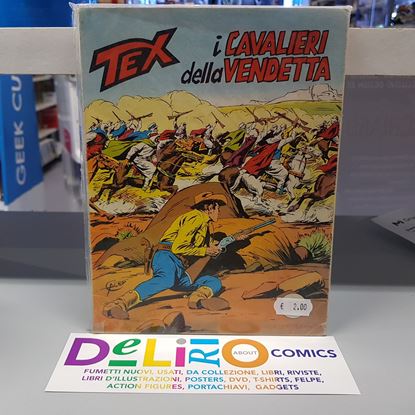 TEX
i CAVALIERI
della VENDETTA
GEEK CU
€ 2.00
DeLiRiO
ABOUT
COMICS
FUMETTI NUOVI, USATI, DA COLLEZIONE, LIBRI, RIVISTE,
LIBRI D'ILLUSTRAZIONI, POSTERS, DVD, T-SHIRTS, FELPE,
ACTION FIGURES, PORTACHIAVI, GADGETS